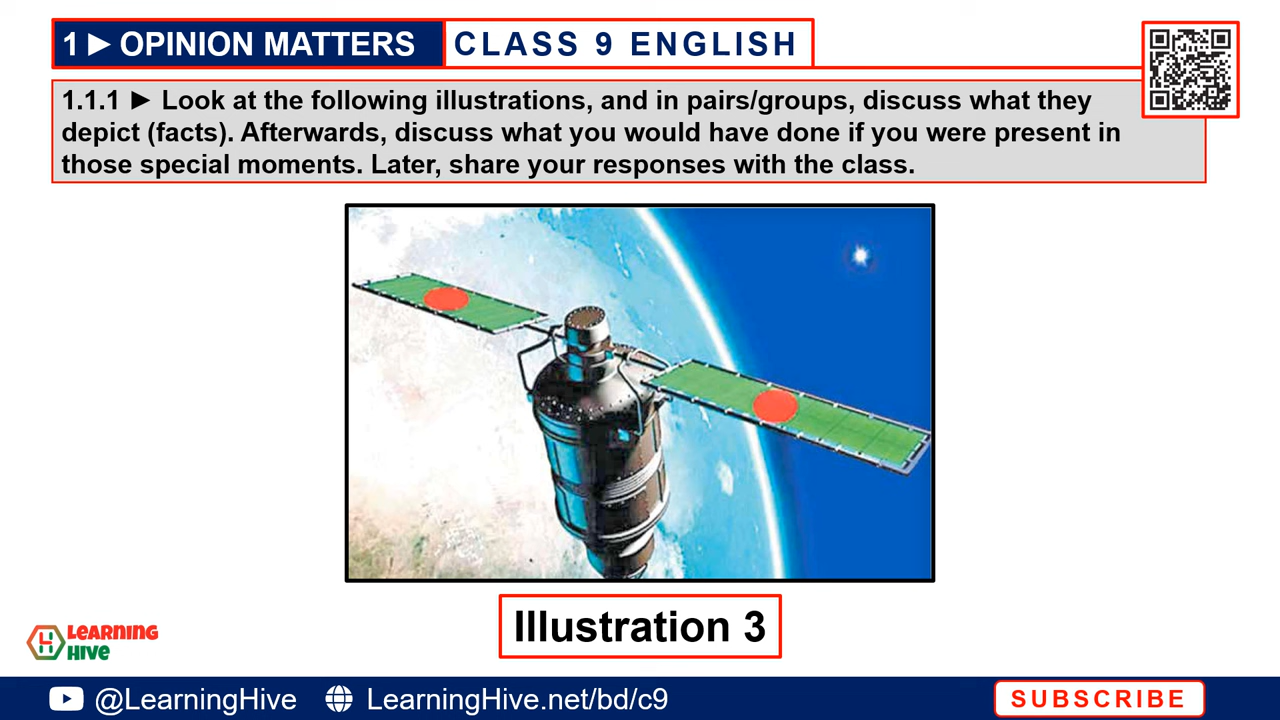 1 ► OPINION MATTERS
CLASS 9 ENGLISH
1.1.1 ► Look at the following illustrations, and in pairs/groups, discuss what they
depict (facts). Afterwards, discuss what you would have done if you were present in
those special moments. Later, share your responses with the class.
Illustration 3
LEARNING
HIVE
@LearningHive
LearningHive.net/bd/c9
SUBSCRIBE